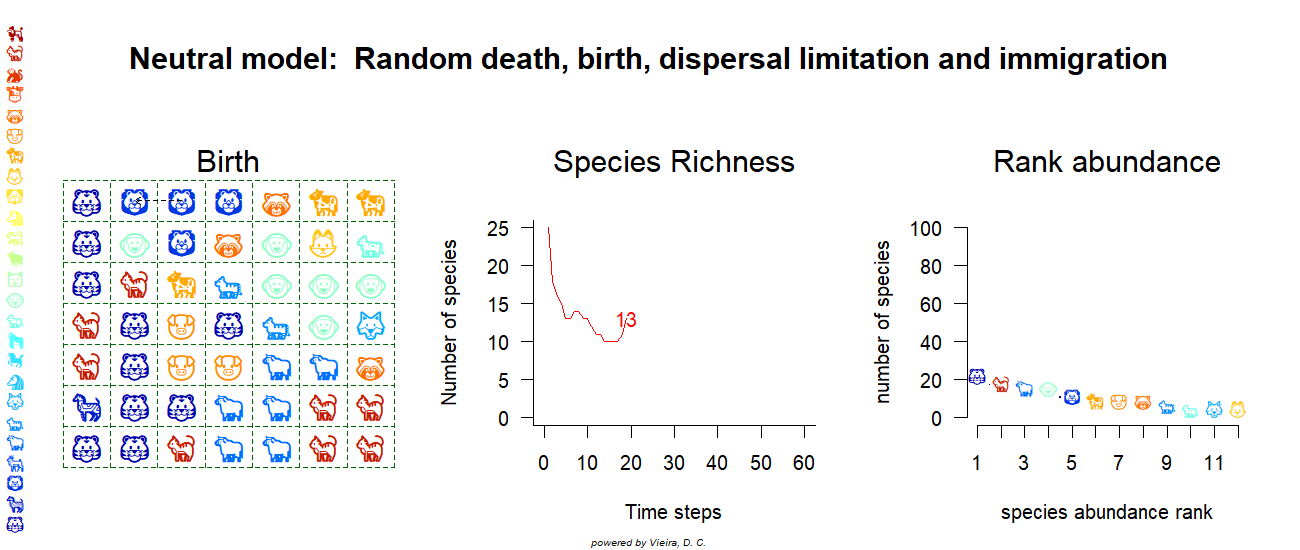 Neutral model:  Random death, birth, dispersal limitation and immigration
Birth
Species Richness
Rank abundance
Number of species
25
20
15
10
5
0
13
0 10 20 30 40 50 60
Time steps
number of species
100
80
60
40
20
0
1 3 5 7 9 11
species abundance rank
powered by Vieira, D. C.